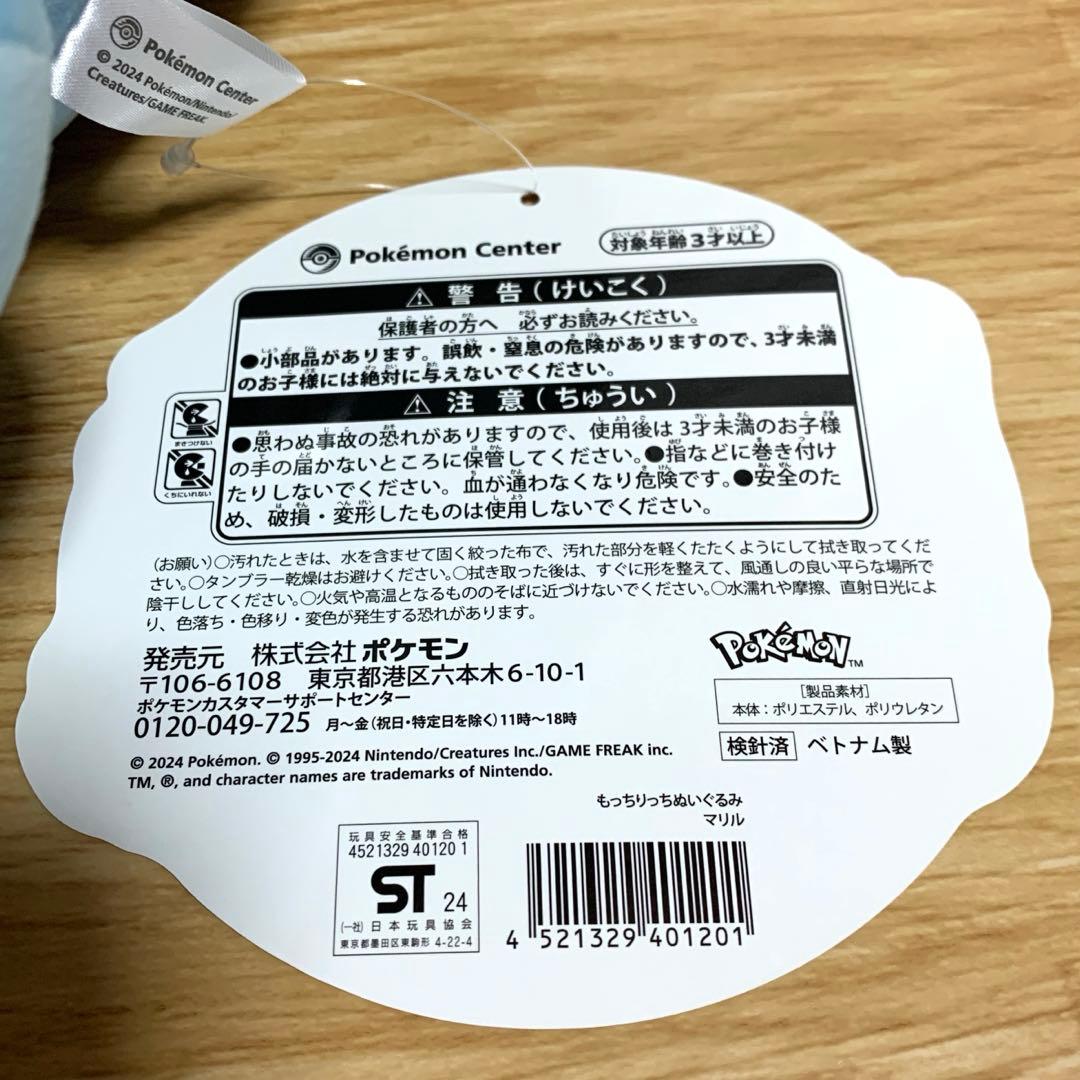 Pokémon Center
© 2024 Pokémon/Nintendo/
Creatures/GAME FREAK
Pokémon Center
対象年齢3才以上
警告(けいこく)
保護者の方へ 必ずお読みください。
●小部品があります。誤飲・窒息の危険がありますので、3才未満
のお子様には絶対に与えないでください。
注意(ちゅうい)
●思わぬ事故の恐れがありますので、使用後は3才未満のお子様
の手の届かないところに保管してください。●指などに巻き付け
たりしないでください。血が通わなくなり危険です。●安全のた
め、破損・変形したものは使用しないでください。
まきつけない
くちにいれない
(お願い)○汚れたときは、水を含ませて固く絞った布で、汚れた部分を軽くたたくようにして拭き取ってくだ
さい。○タンブラー乾燥はお避けください。○拭き取った後は、すぐに形を整えて、風通しの良い平らな場所で
陰干ししてください。○火気や高温となるもののそばに近づけないでください。○水濡れや摩擦、直射日光によ
り、色落ち・色移り・変色が発生する恐れがあります。
発売元 株式会社ポケモン
〒106-6108 東京都港区六本木6-10-1
ポケモンカスタマーサポートセンター
0120-049-725 月～金(祝日・特定日を除く)11時～18時
© 2024 Pokémon. © 1995-2024 Nintendo/Creatures Inc./GAME FREAK inc.
TM, ®, and character names are trademarks of Nintendo.
POKéMON TM
[製品素材]
本体:ポリエステル、ポリウレタン
検針済 ベトナム製
もっちりっちぬいぐるみ
マリル
玩具安全基準合格
4521329 40120 1
ST 24
(一社)日本玩具協会
東京都墨田区東駒形 4-22-4
4 521329 401201